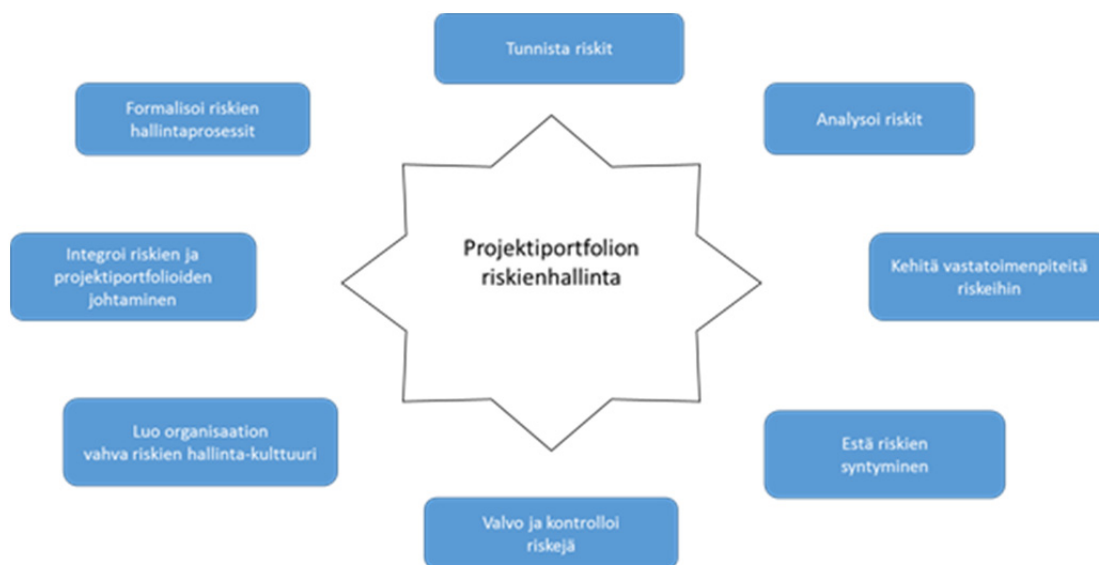 Tunnista riskit
Formalisoi riskien
hallintaprosessit
Analysoi riskit
Projektiportfolion
riskienhallinta
Integroi riskien ja
projektiportfolioiden
johtaminen
Kehitä vastatoimenpiteitä
riskeihin
Luo organisaation
vahva riskien hallinta-kulttuuri
Estä riskien
syntyminen
Valvo ja kontrolloi
riskejä